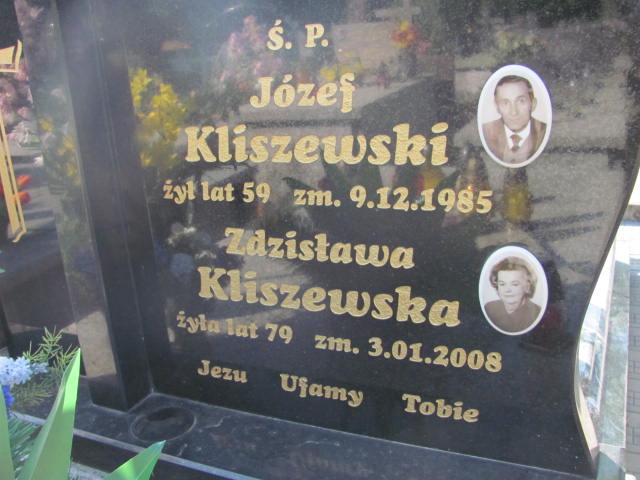 Ś. P.
Józef
Kliszewski
żył lat 59 zm. 9.12.1985
Zdzisława
Kliszewska
żyła lat 79 zm. 3.01.2008
Jezu Ufamy Tobie